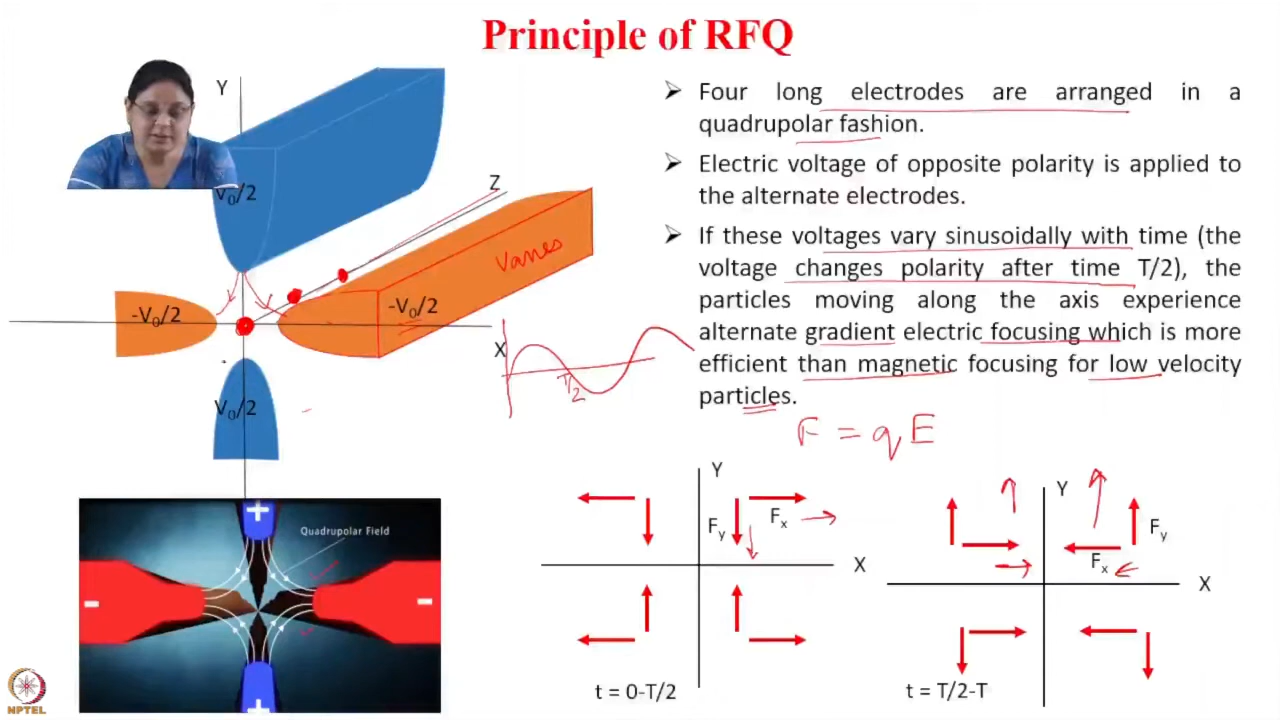 Principle of RFQ
Y
V₀/2
Z
vanes
-V₀/2
-V₀/2
X
T/2
V₀/2
+
Quadrupolar Field
-
-
+
NPTEL
➢ Four long electrodes are arranged in a
quadrupolar fashion.
➢ Electric voltage of opposite polarity is applied to
the alternate electrodes.
➢ If these voltages vary sinusoidally with time (the
voltage changes polarity after time T/2), the
particles moving along the axis experience
alternate gradient electric focusing which is more
efficient than magnetic focusing for low velocity
particles.
F = qE
Y
Fᵧ
Fₓ
X
t = 0-T/2
Y
Fᵧ
Fₓ
X
t = T/2-T